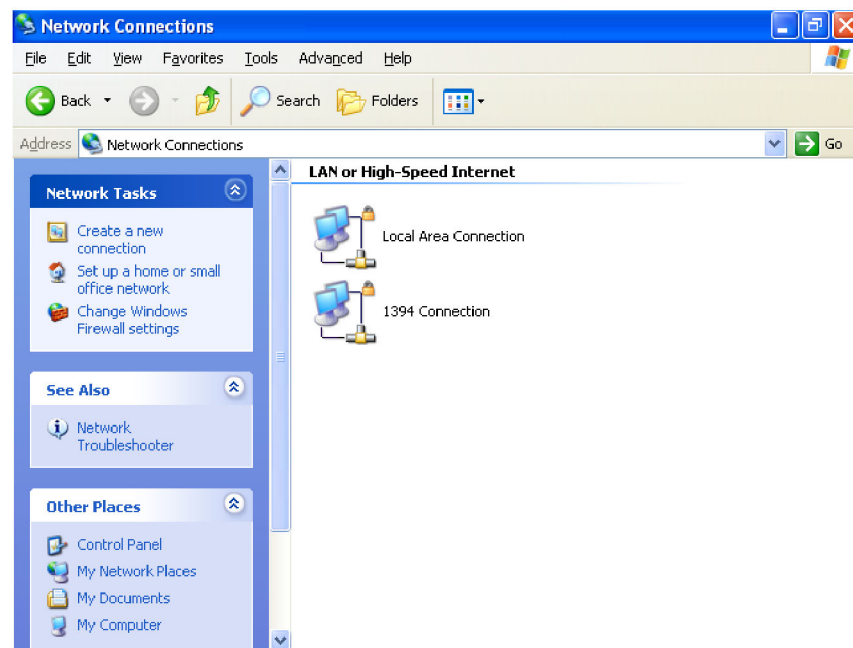 Network Connections
File Edit View Favorites Tools Advanced Help
Back Search Folders
Address Network Connections Go
Network Tasks
Create a new
connection
Set up a home or small
office network
Change Windows
Firewall settings
See Also
Network
Troubleshooter
Other Places
Control Panel
My Network Places
My Documents
My Computer
LAN or High-Speed Internet
Local Area Connection
1394 Connection